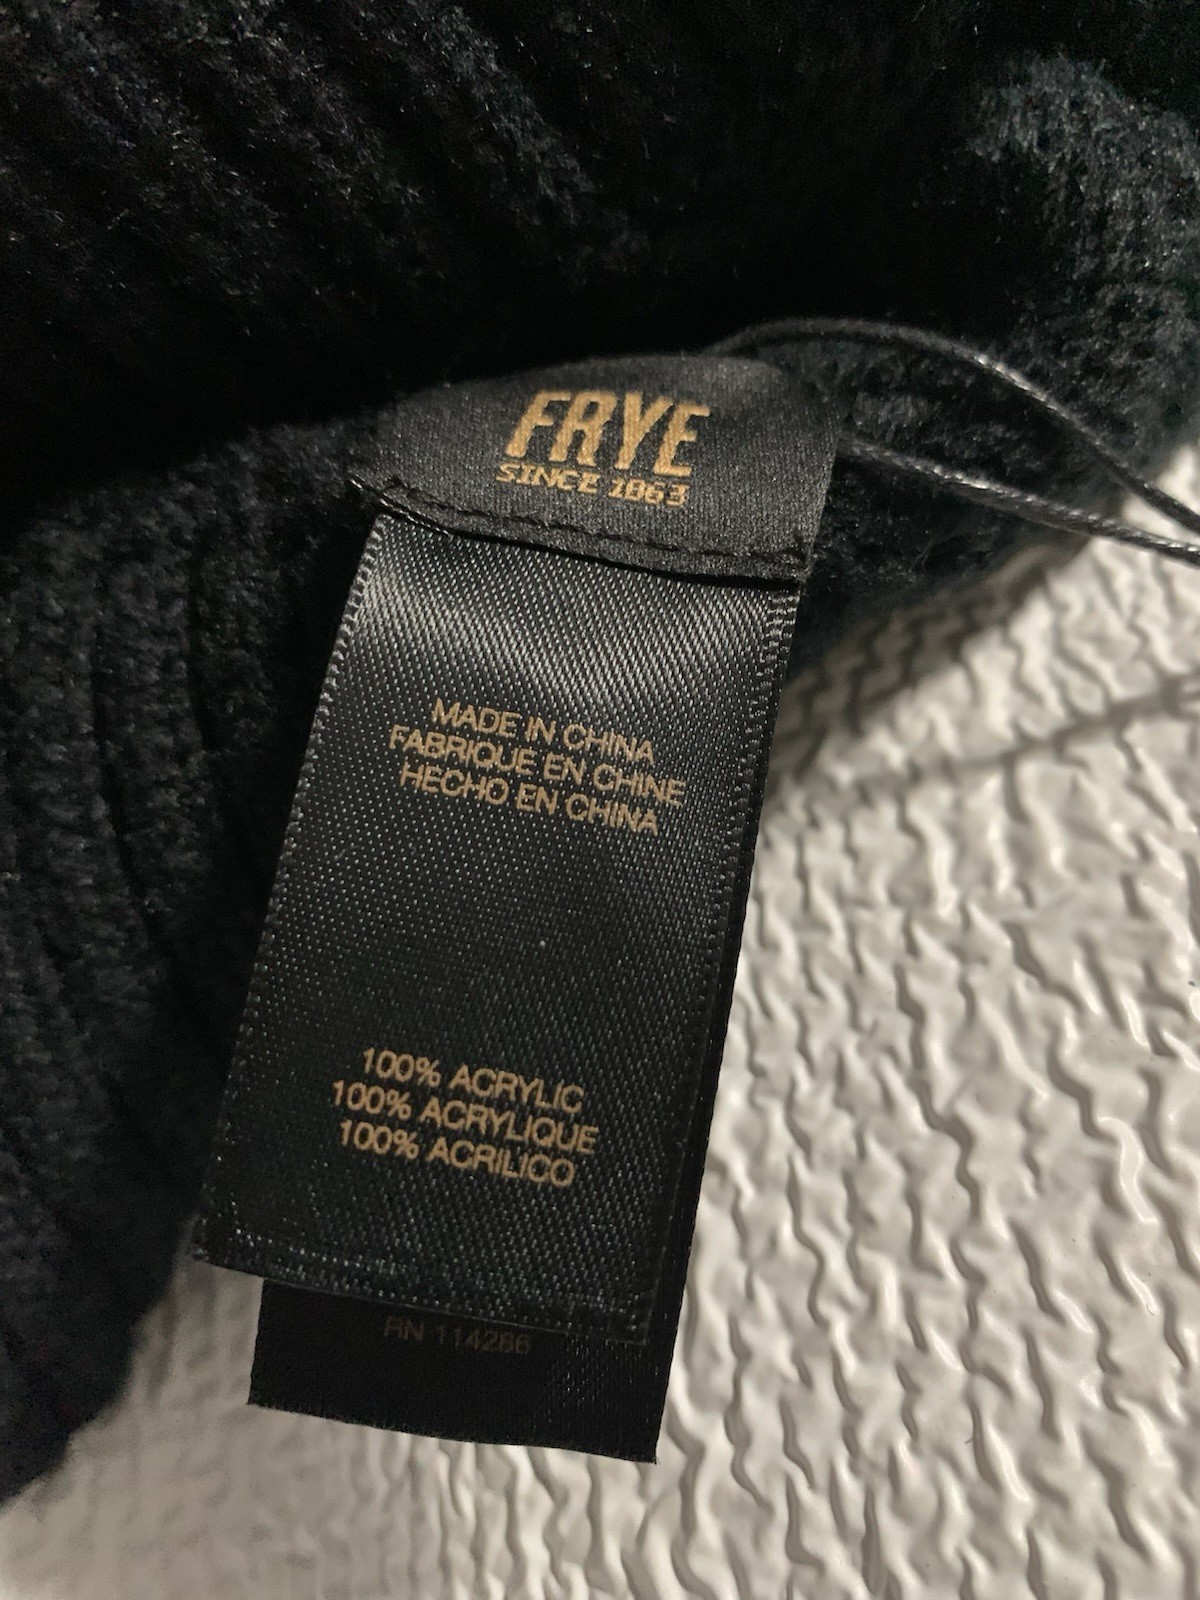 FRYE
SINCE 1863
MADE IN CHINA
FABRIQUE EN CHINE
HECHO EN CHINA
100% ACRYLIC
100% ACRYLIQUE
100% ACRILICO
RN 114286